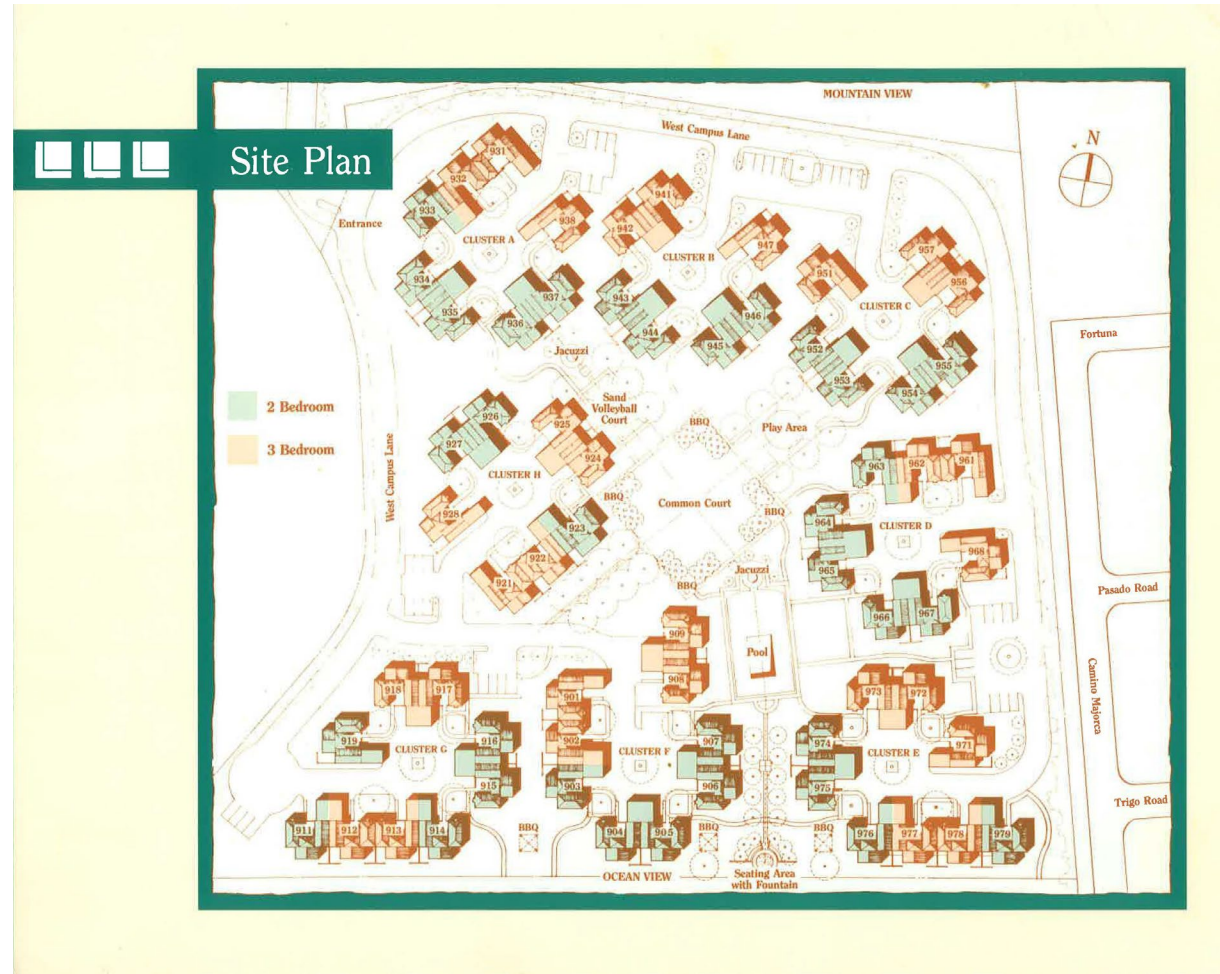 Site Plan
MOUNTAIN VIEW
West Campus Lane
N
Entrance
931
932
933
938
CLUSTER A
934
935
936
937
941
942
947
CLUSTER B
943
944
945
946
951
957
956
CLUSTER C
952
953
954
955
Fortuna
Jacuzzi
Sand
Volleyball
Court
BBQ
Play Area
2 Bedroom
3 Bedroom
West Campus Lane
926
927
925
924
CLUSTER H
928
923
922
921
BBQ
Common Court
BBQ
BBQ
Jacuzzi
963
962
961
964
CLUSTER D
968
965
966
967
Pasado Road
909
908
Pool
Camino Majorca
918
917
919
916
CLUSTER G
915
901
902
903
CLUSTER F
907
906
973
972
974
971
CLUSTER E
975
Trigo Road
911
912
913
914
BBQ
904
905
BBQ
BBQ
976
977
978
979
OCEAN VIEW
Seating Area
with Fountain